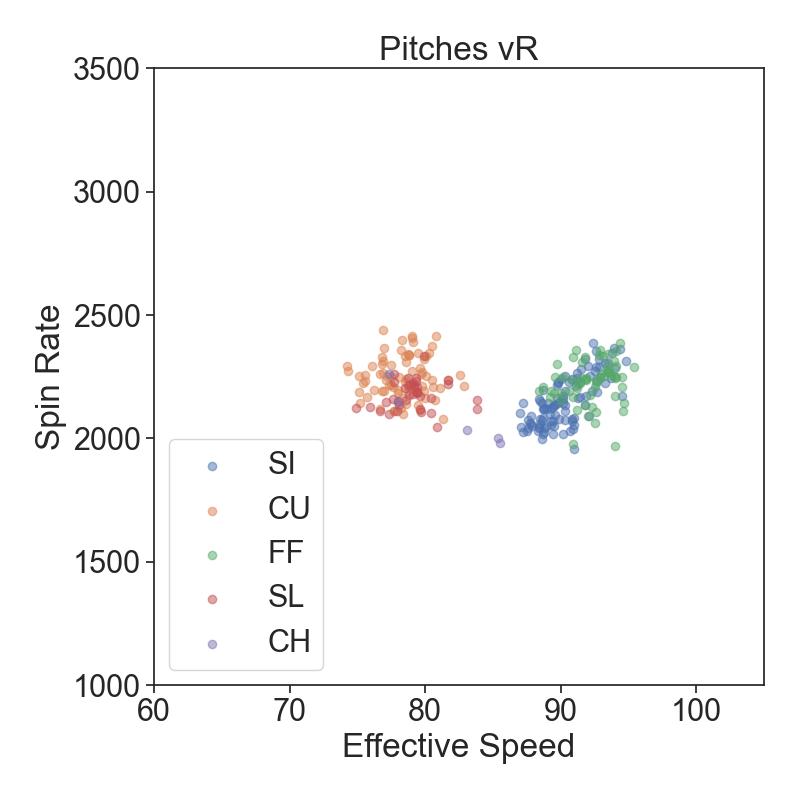 Pitches vR
3500
3000
2500
2000
1500
1000
Spin Rate
SI
CU
FF
SL
CH
60 70 80 90 100
Effective Speed